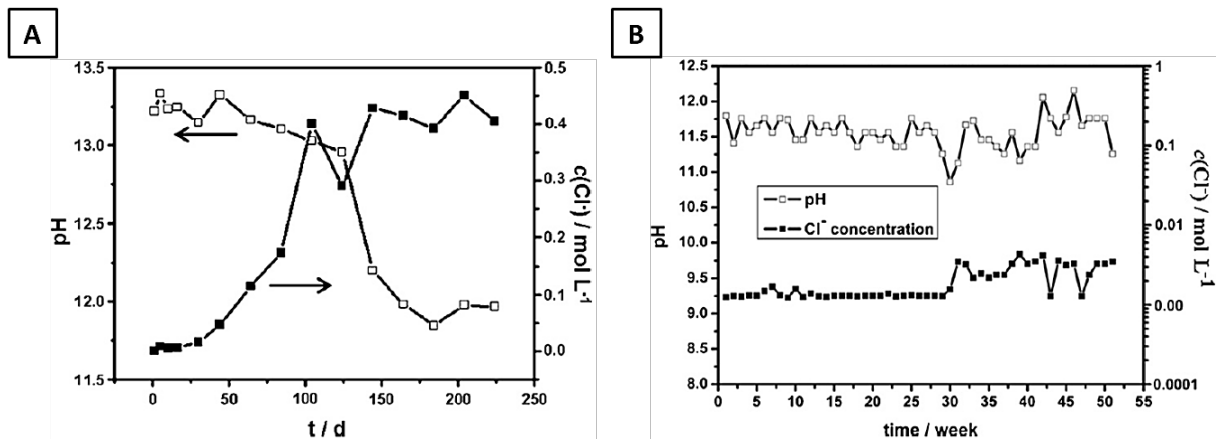 A
13.5
13.0
12.5
12.0
11.5
pH
0 50 100 150 200 250
t / d
0.5
0.4
0.3
0.2
0.1
0.0
c(Cl-) / mol L-1
B
12.5
12.0
11.5
11.0
10.5
10.0
9.5
9.0
8.5
8.0
pH
pH
Cl⁻ concentration
0 5 10 15 20 25 30 35 40 45 50 55
time / week
1
0.1
0.01
0.001
0.0001
c(Cl-) / mol L-1